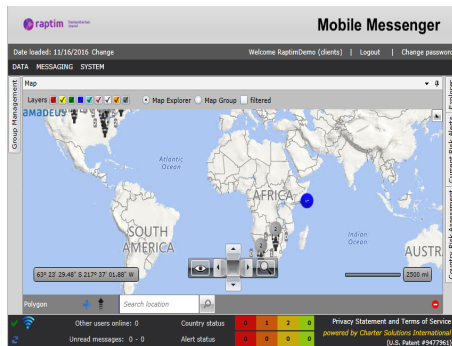 raptim Humanitarian Travel
Mobile Messenger
Date loaded: 11/16/2016 Change
Welcome RaptimDemo (clients) | Logout | Change password
DATA MESSAGING SYSTEM
Group Management
Map
Layers
Map Explorer
Map Group
filtered
amadeus
Atlantic
Ocean
AFRICA
SOUTH
AMERICA
Indian
Ocean
AUSTR
63° 23' 29.48" S 217° 37' 01.88" W
2500 ml
Polygon
Search location
Explorer
Current Risk Alerts
Country Risk Assessment
Other users online: 0
Country status
0 1 2 0
Unread messages: 0 - 0
Alert status
0 0 0 0
Privacy Statement and Terms of Service
powered by Charter Solutions International
(U.S. Patent #9477961)